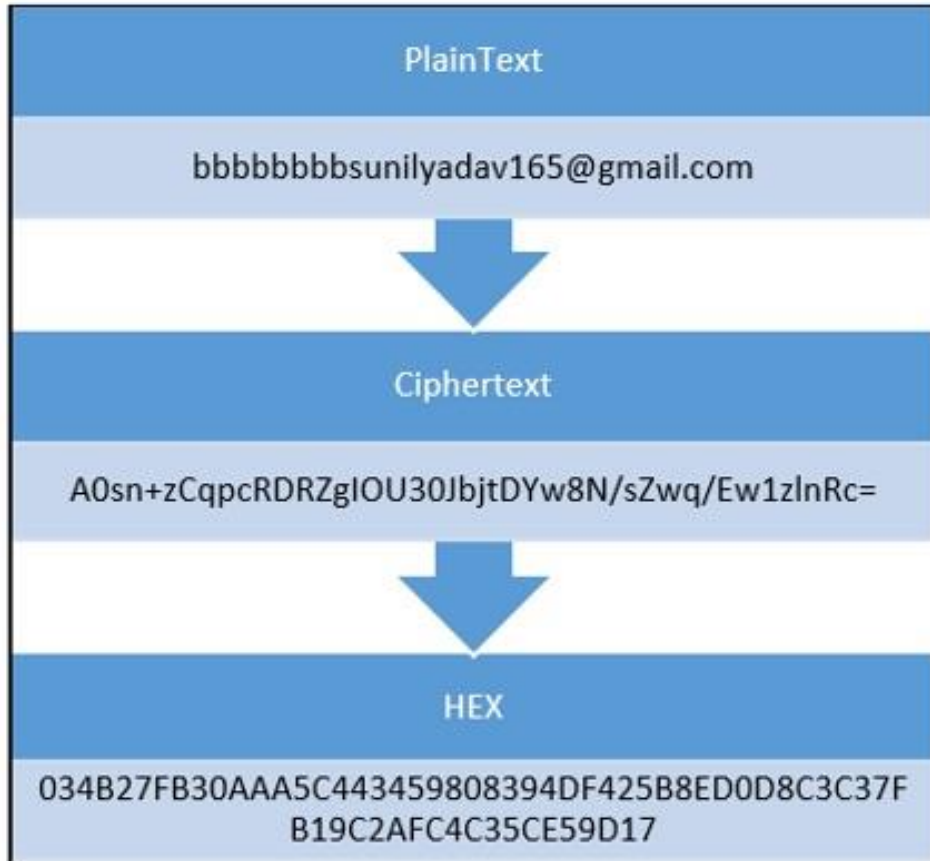 PlainText
bbbbbbbbsunilyadav165@gmail.com
Ciphertext
A0sn+zCqpcRDRZgIOU30JbjtDYw8N/sZwq/Ew1zlnRc=
HEX
034B27FB30AAA5C443459808394DF425B8ED0D8C3C37F
B19C2AFC4C35CE59D17